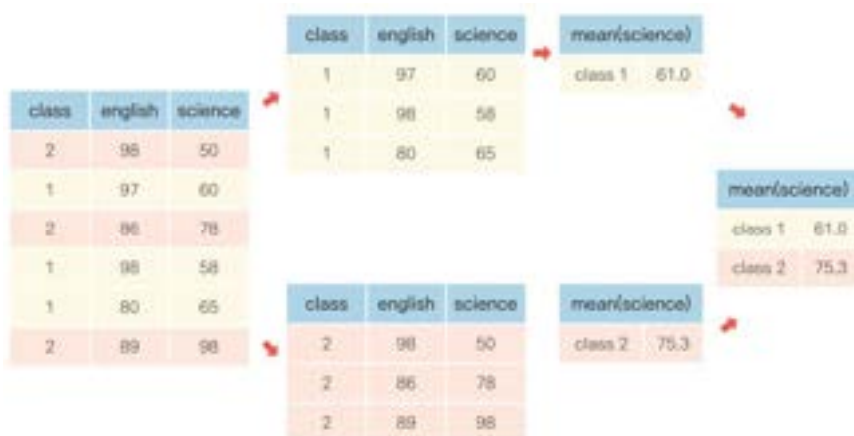 class english science
2 98 50
1 97 60
2 86 78
1 98 58
1 80 65
2 89 98
class english science
1 97 60
1 98 58
1 80 65
mean(science)
class 1 61.0
class english science
2 98 50
2 86 78
2 89 98
mean(science)
class 2 75.3
mean(science)
class 1 61.0
class 2 75.3